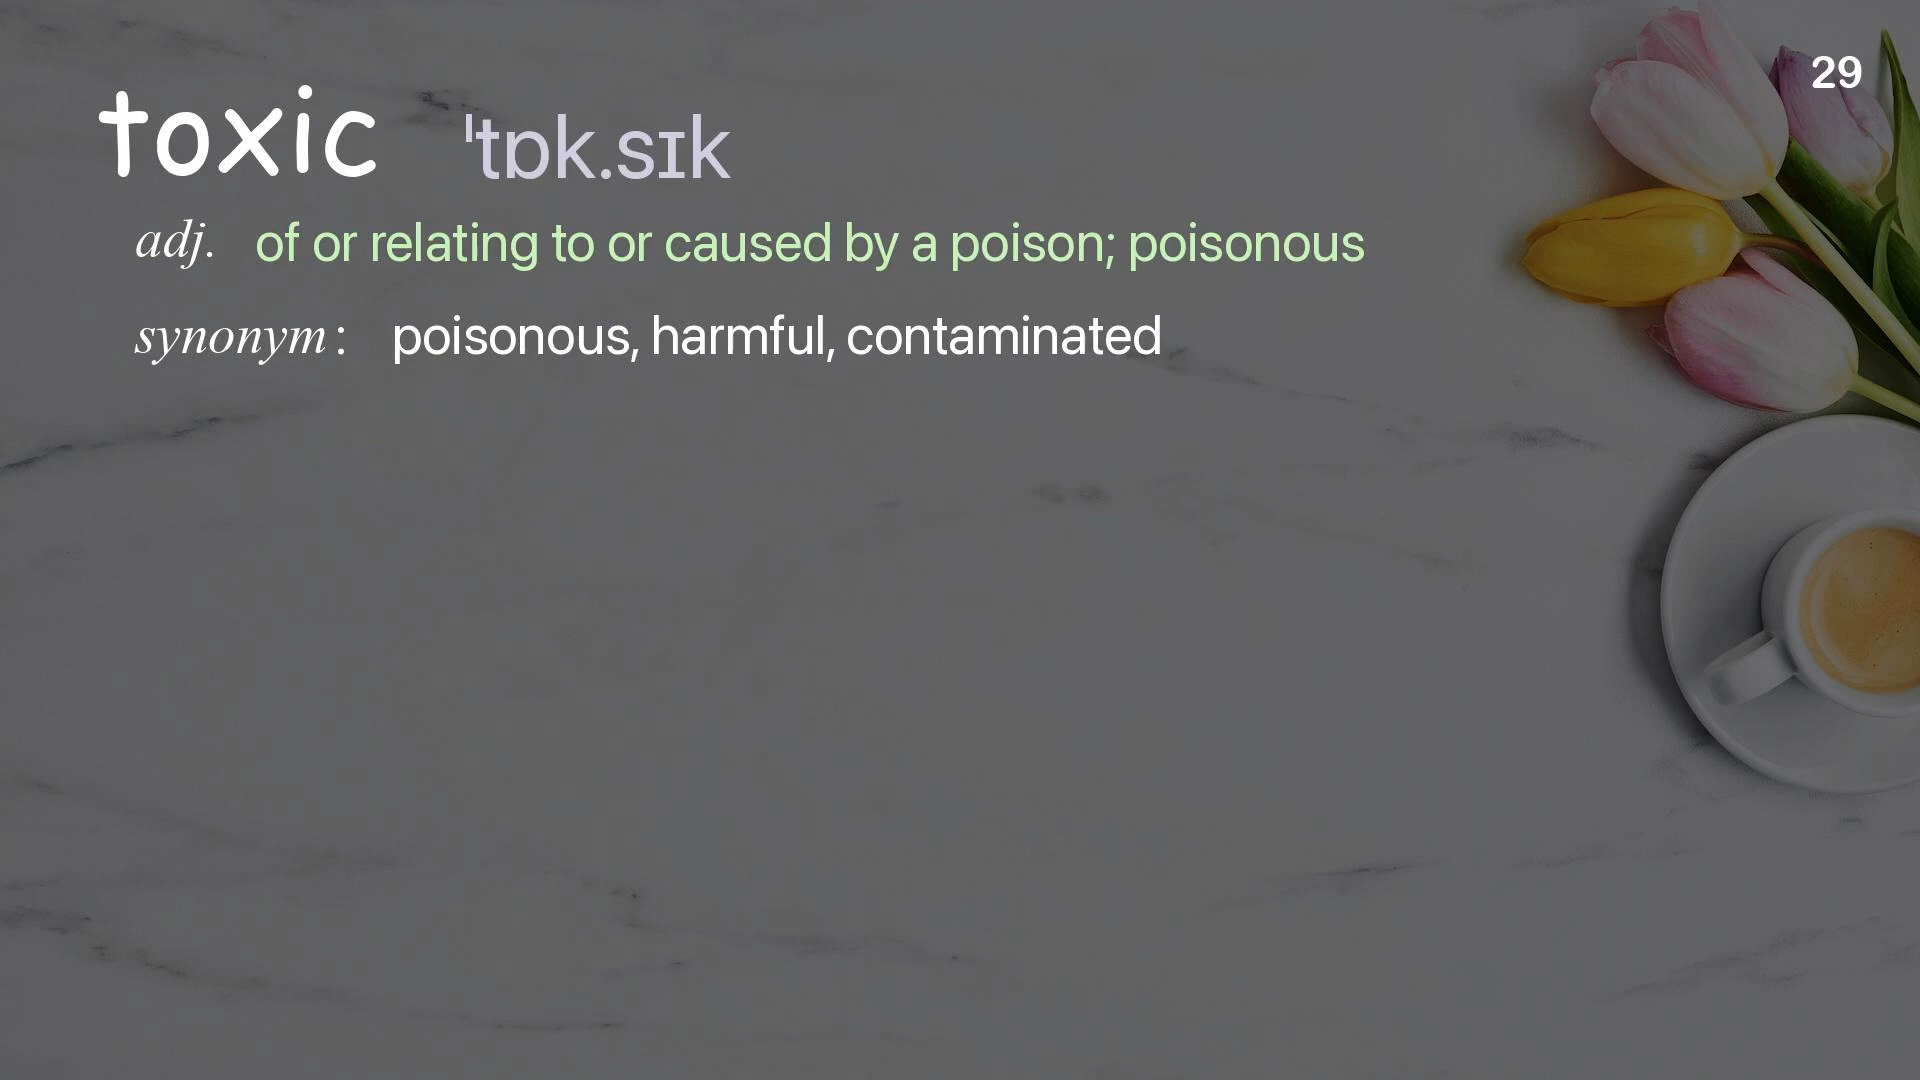 29
toxic ˈtɒk.sɪk
adj. of or relating to or caused by a poison; poisonous
synonym: poisonous, harmful, contaminated